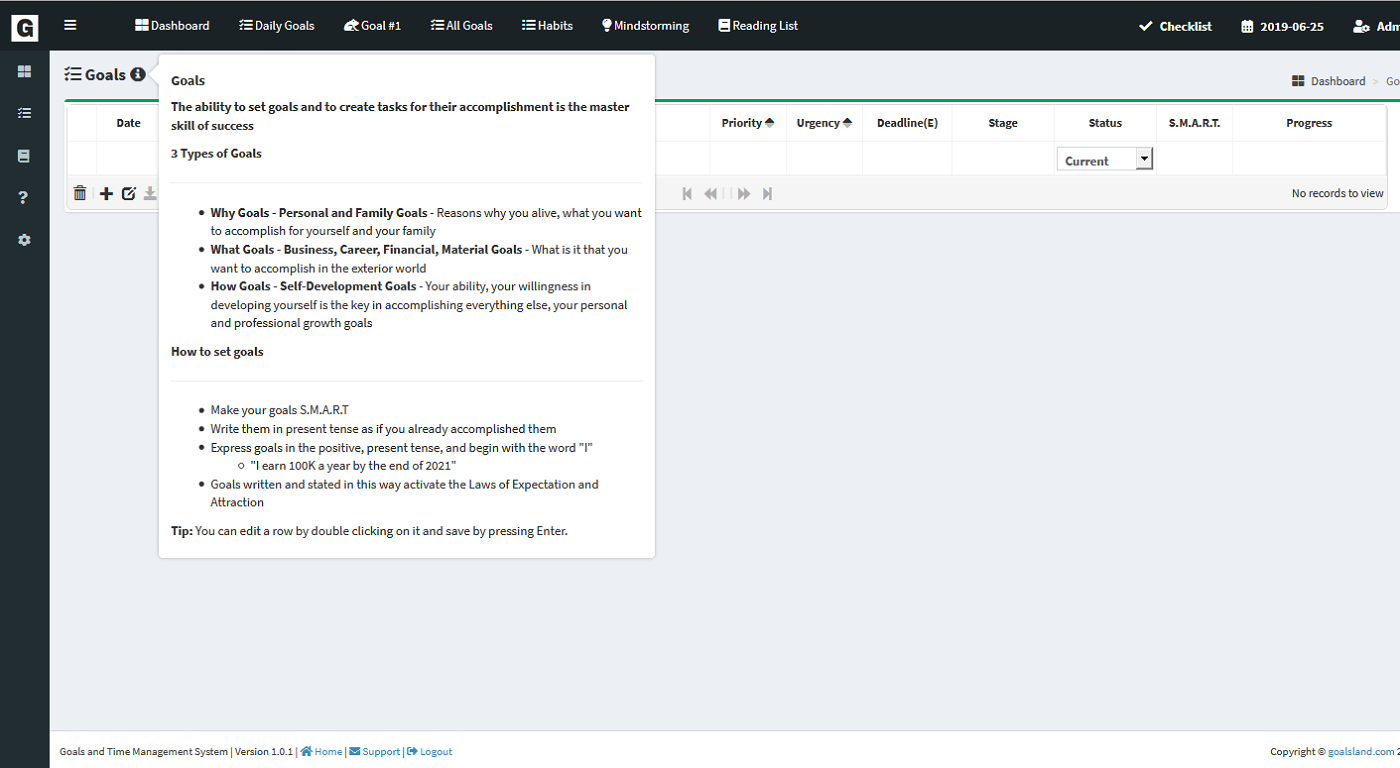 G
Dashboard Daily Goals Goal #1 All Goals Habits Mindstorming Reading List Checklist 2019-06-25 Adm
Goals
Dashboard > Go
Date Priority Urgency Deadline(E) Stage Status S.M.A.R.T. Progress
Current
No records to view
Goals
The ability to set goals and to create tasks for their accomplishment is the master
skill of success
3 Types of Goals
Why Goals - Personal and Family Goals - Reasons why you alive, what you want
to accomplish for yourself and your family
What Goals - Business, Career, Financial, Material Goals - What is it that you
want to accomplish in the exterior world
How Goals - Self-Development Goals - Your ability, your willingness in
developing yourself is the key in accomplishing everything else, your personal
and professional growth goals
How to set goals
Make your goals S.M.A.R.T
Write them in present tense as if you already accomplished them
Express goals in the positive, present tense, and begin with the word "I"
"I earn 100K a year by the end of 2021"
Goals written and stated in this way activate the Laws of Expectation and
Attraction
Tip: You can edit a row by double clicking on it and save by pressing Enter.
Goals and Time Management System | Version 1.0.1 | Home | Support | Logout
Copyright © goalsland.com 2